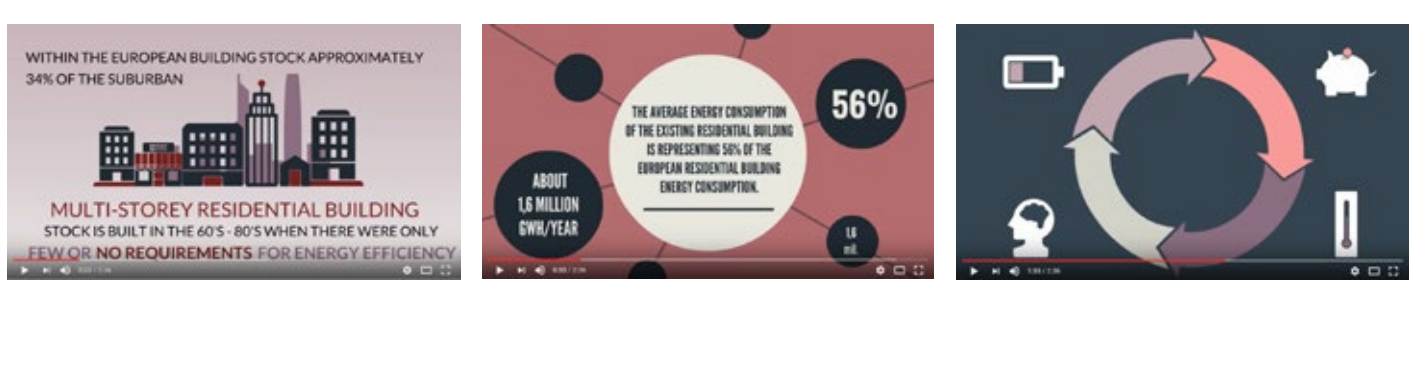 WITHIN THE EUROPEAN BUILDING STOCK APPROXIMATELY
34% OF THE SUBURBAN
MULTI-STOREY RESIDENTIAL BUILDING
STOCK IS BUILT IN THE 60'S - 80'S WHEN THERE WERE ONLY
FEW OR NO REQUIREMENTS FOR ENERGY EFFICIENCY
THE AVERAGE ENERGY CONSUMPTION
OF THE EXISTING RESIDENTIAL BUILDING
IS REPRESENTING 56% OF THE
EUROPEAN RESIDENTIAL BUILDING
ENERGY CONSUMPTION.
56%
ABOUT
1,6 MILLION
GWH/YEAR
1,6
mil.